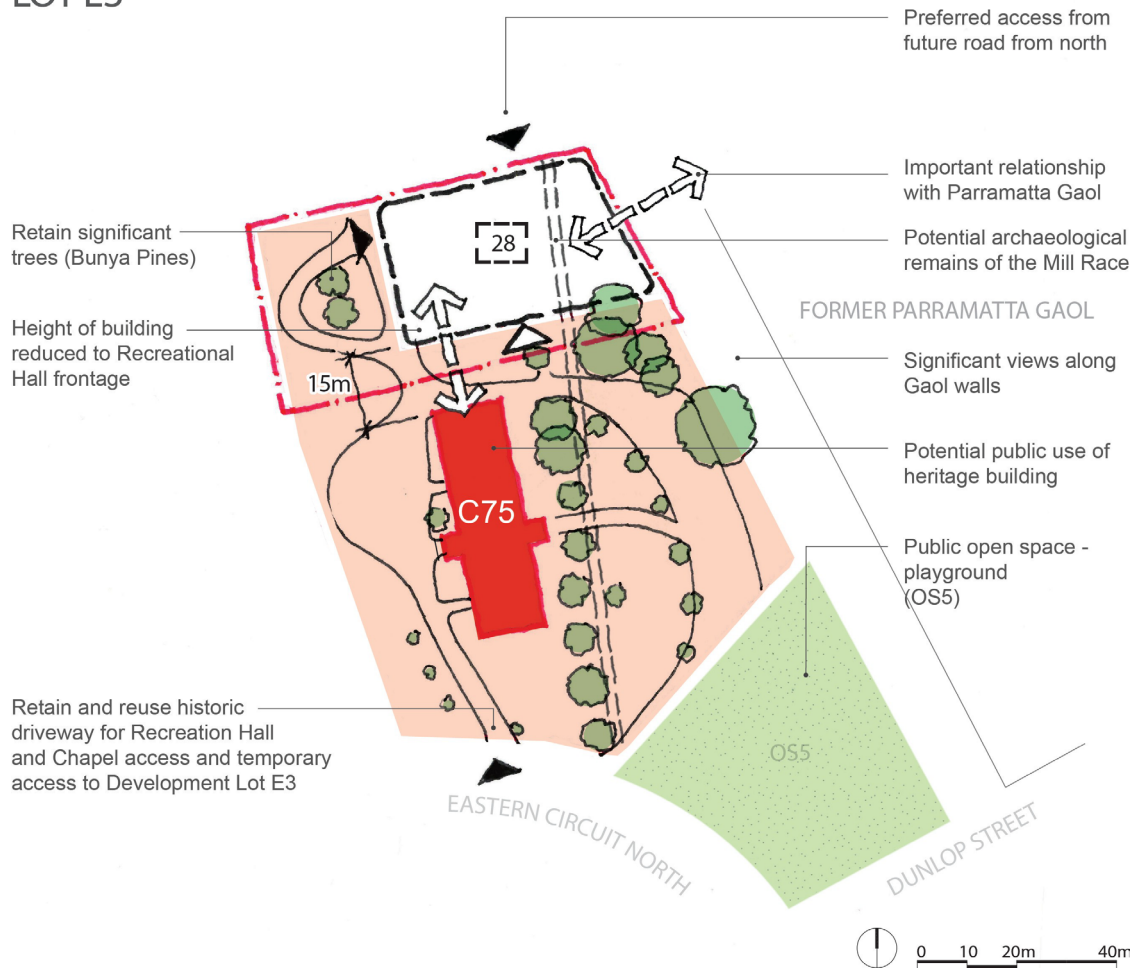 LOT E3
Preferred access from
future road from north
Important relationship
with Parramatta Gaol
Retain significant
trees (Bunya Pines)
Potential archaeological
remains of the Mill Race
28
FORMER PARRAMATTA GAOL
Height of building
reduced to Recreational
Hall frontage
Significant views along
Gaol walls
15m
Potential public use of
heritage building
C75
Public open space -
playground
(OS5)
Retain and reuse historic
driveway for Recreation Hall
and Chapel access and temporary
access to Development Lot E3
OS5
EASTERN CIRCUIT NORTH
DUNLOP STREET
0 10 20m 40m